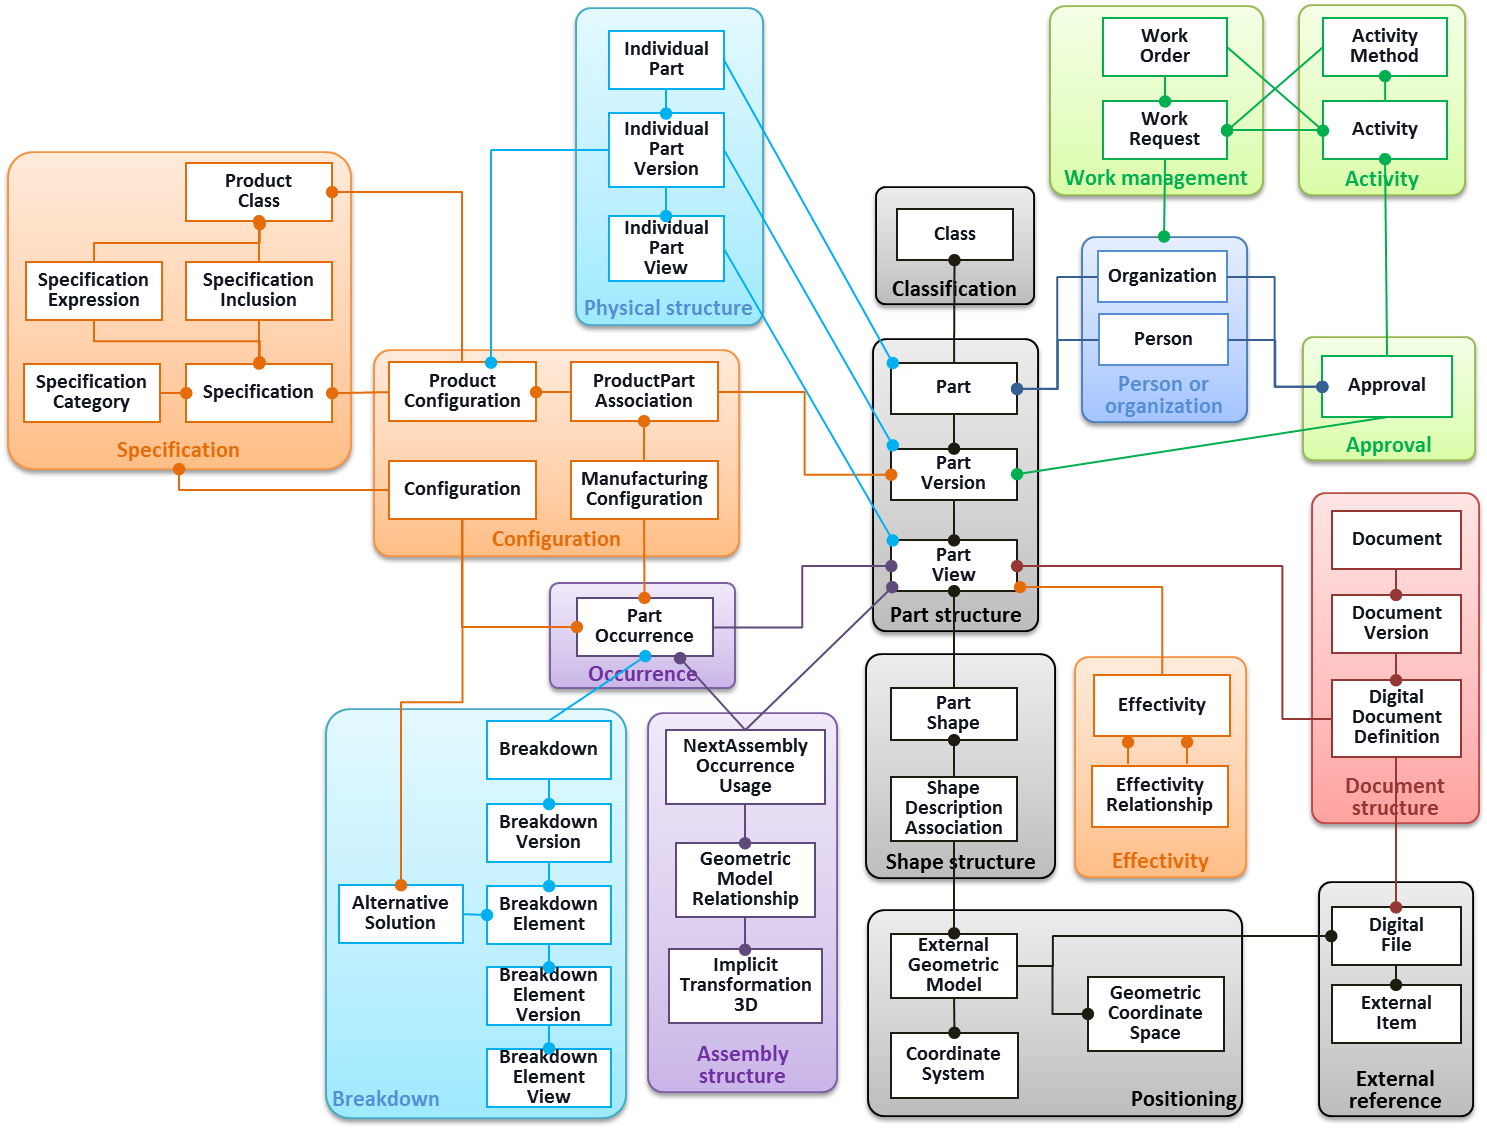 Individual
Part
Individual
Part
Version
Individual
Part
View
Physical structure
Work
Order
Work
Request
Work management
Activity
Method
Activity
Activity
Product
Class
Specification
Expression
Specification
Inclusion
Specification
Category
Specification
Specification
Class
Classification
Organization
Person
Person or
organization
Approval
Approval
Product
Configuration
ProductPart
Association
Configuration
Manufacturing
Configuration
Configuration
Part
Part
Version
Part
View
Part structure
Document
Document
Version
Digital
Document
Definition
Document
structure
Part
Occurrence
Occurrence
Breakdown
Breakdown
Version
Alternative
Solution
Breakdown
Element
Breakdown
Element
Version
Breakdown
Element
View
Breakdown
NextAssembly
Occurrence
Usage
Geometric
Model
Relationship
Implicit
Transformation
3D
Assembly
structure
Part
Shape
Shape
Description
Association
Shape structure
Effectivity
Effectivity
Relationship
Effectivity
External
Geometric
Model
Geometric
Coordinate
Space
Coordinate
System
Positioning
Digital
File
External
Item
External
reference